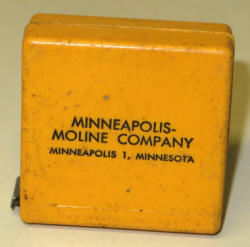 MINNEAPOLIS-
MOLINE COMPANY
MINNEAPOLIS 1, MINNESOTA